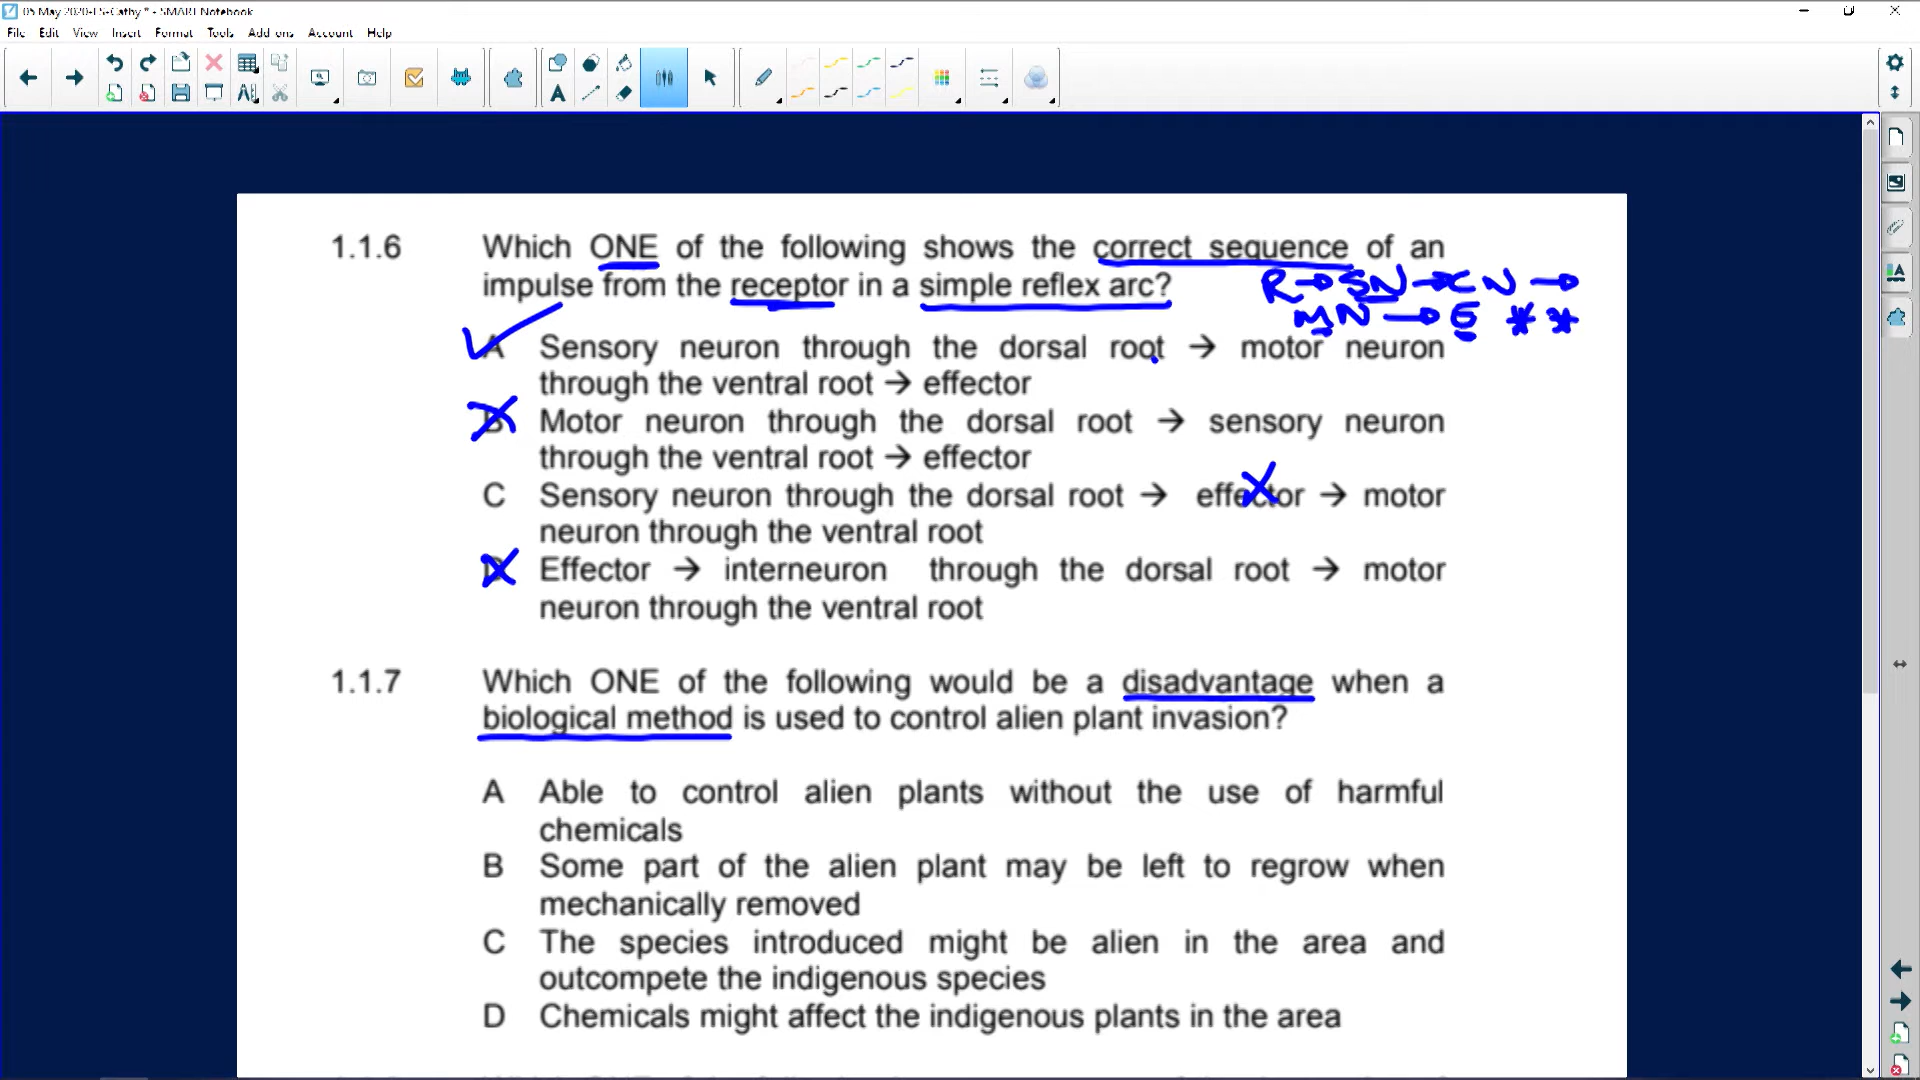 05 May 2020-LS-Cathy * - SMART Notebook
File Edit View Insert Format Tools Add-ons Account Help
1.1.6 Which ONE of the following shows the correct sequence of an
impulse from the receptor in a simple reflex arc?
R → SN → CN →
MN → E * *
A Sensory neuron through the dorsal root → motor neuron
through the ventral root → effector
B Motor neuron through the dorsal root → sensory neuron
through the ventral root → effector
C Sensory neuron through the dorsal root → effector → motor
neuron through the ventral root
D Effector → interneuron through the dorsal root → motor
neuron through the ventral root
1.1.7 Which ONE of the following would be a disadvantage when a
biological method is used to control alien plant invasion?
A Able to control alien plants without the use of harmful
chemicals
B Some part of the alien plant may be left to regrow when
mechanically removed
C The species introduced might be alien in the area and
outcompete the indigenous species
D Chemicals might affect the indigenous plants in the area